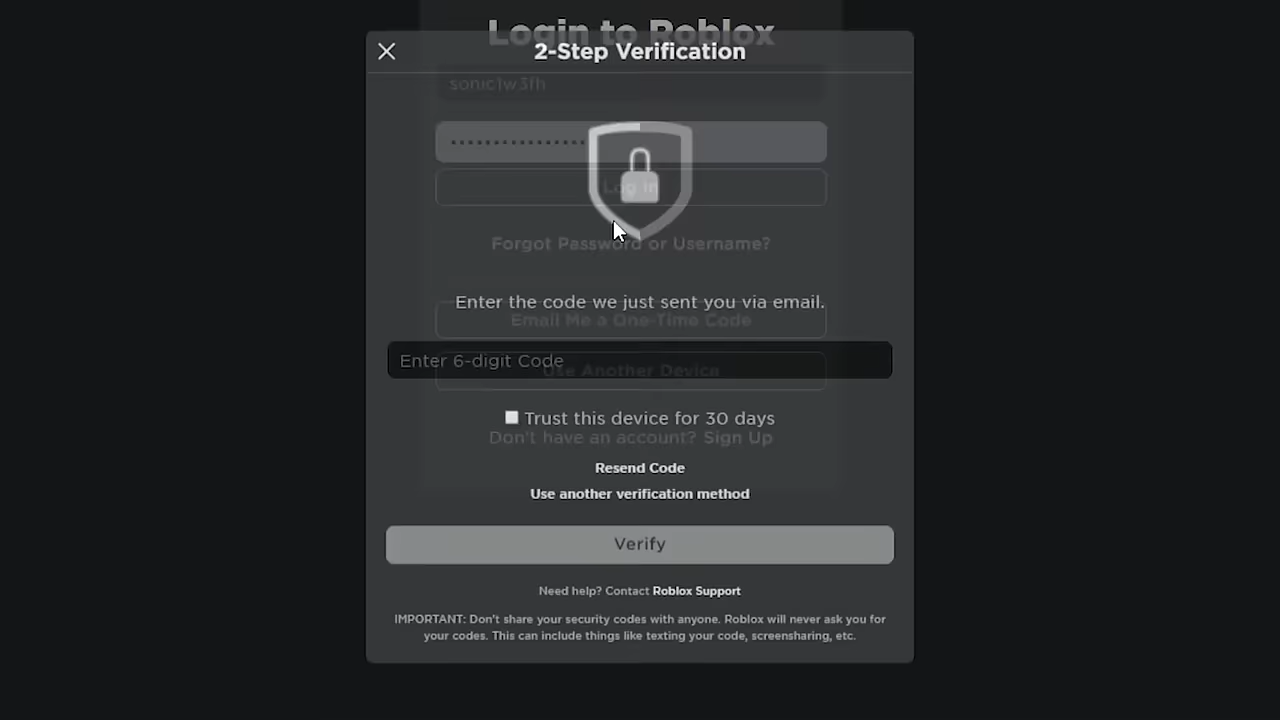 Login to Roblox
2-Step Verification
sonic1w3fh
Log In
Forgot Password or Username?
Enter the code we just sent you via email.
Email Me a One-Time Code
Enter 6-digit Code
Use Another Device
Trust this device for 30 days
Don't have an account? Sign Up
Resend Code
Use another verification method
Verify
Need help? Contact Roblox Support
IMPORTANT: Don't share your security codes with anyone. Roblox will never ask you for
your codes. This can include things like texting your code, screensharing, etc.